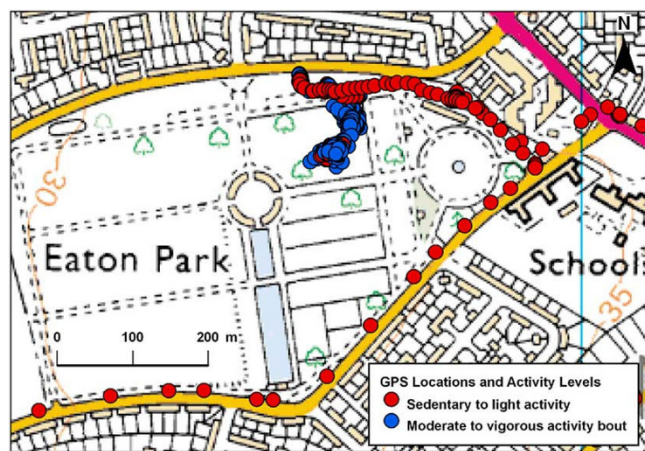 N
30
Eaton Park
Schools
35
0 100 200 m
GPS Locations and Activity Levels
Sedentary to light activity
Moderate to vigorous activity bout